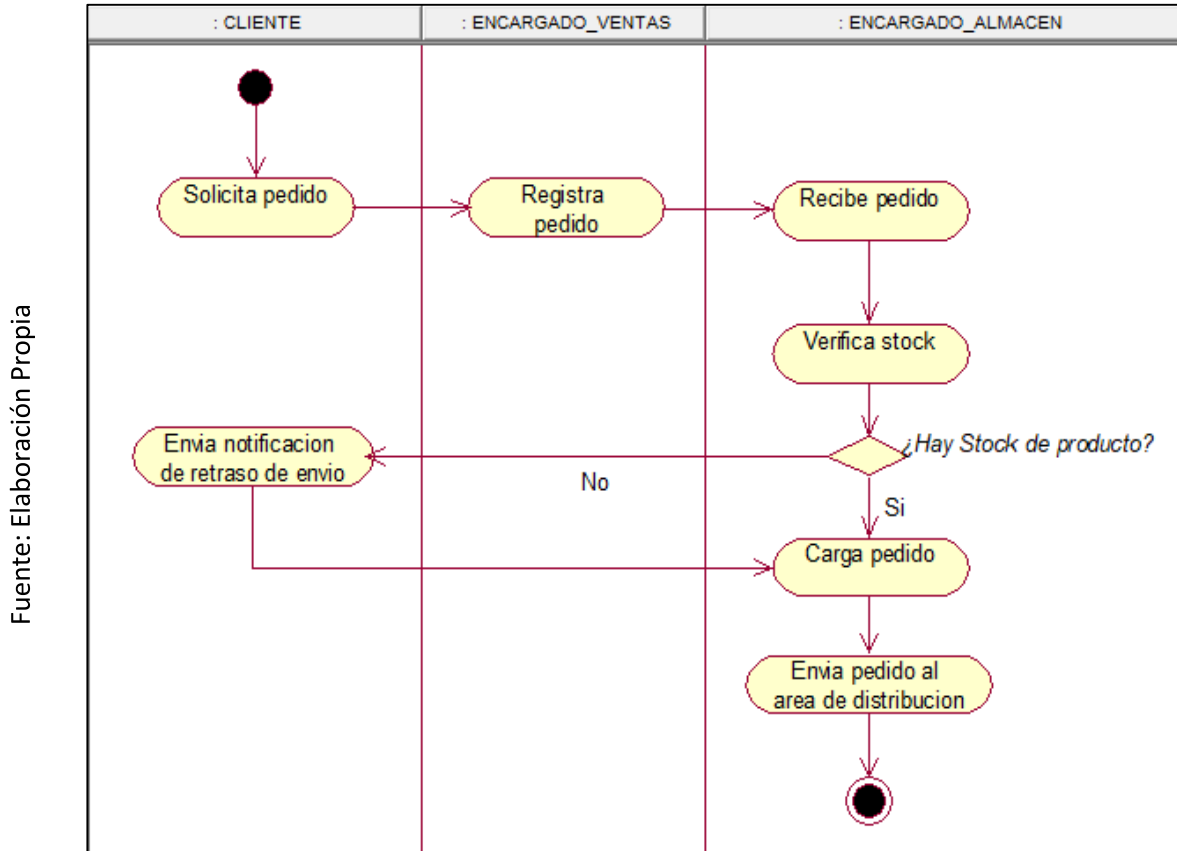 : CLIENTE
: ENCARGADO_VENTAS
: ENCARGADO_ALMACEN
Solicita pedido
Registra
pedido
Recibe pedido
Verifica stock
¿Hay Stock de producto?
Envia notificacion
de retraso de envio
No
Si
Carga pedido
Envia pedido al
area de distribucion
Fuente: Elaboración Propia